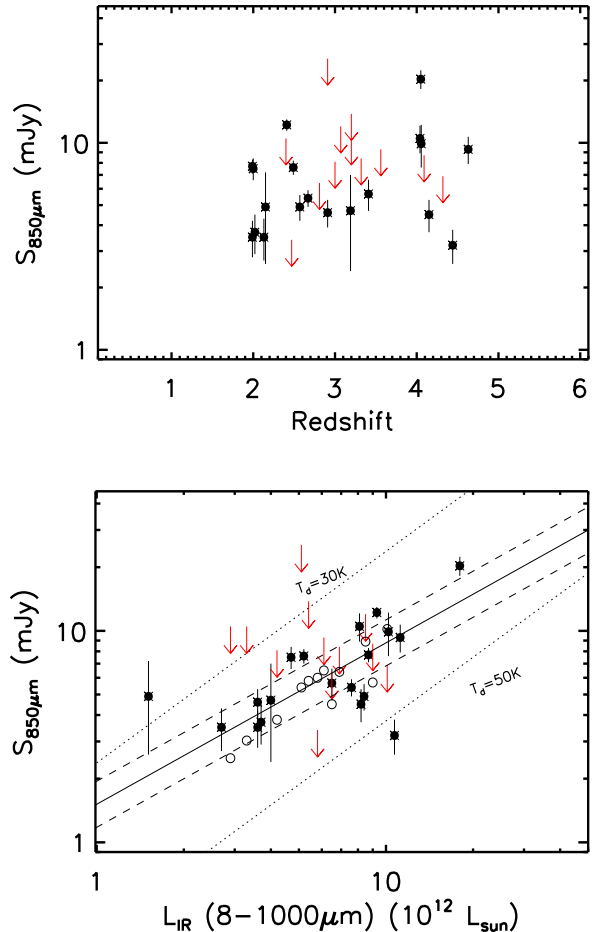 10
1
S850μm (mJy)
1 2 3 4 5 6
Redshift
Td=30K
10
Td=50K
1
S850μm (mJy)
1 10
LIR (8−1000μm) (10^12 Lsun)